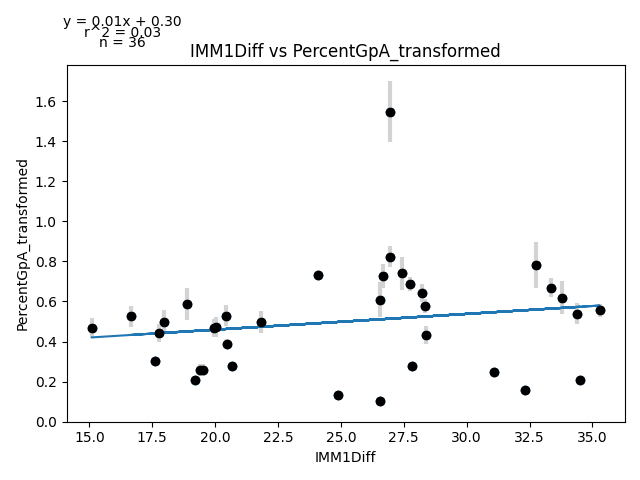 y = 0.01x + 0.30
r^2 = 0.03
n = 36
IMM1Diff vs PercentGpA_transformed
PercentGpA_transformed
1.6
1.4
1.2
1.0
0.8
0.6
0.4
0.2
0.0
15.0 17.5 20.0 22.5 25.0 27.5 30.0 32.5 35.0
IMM1Diff